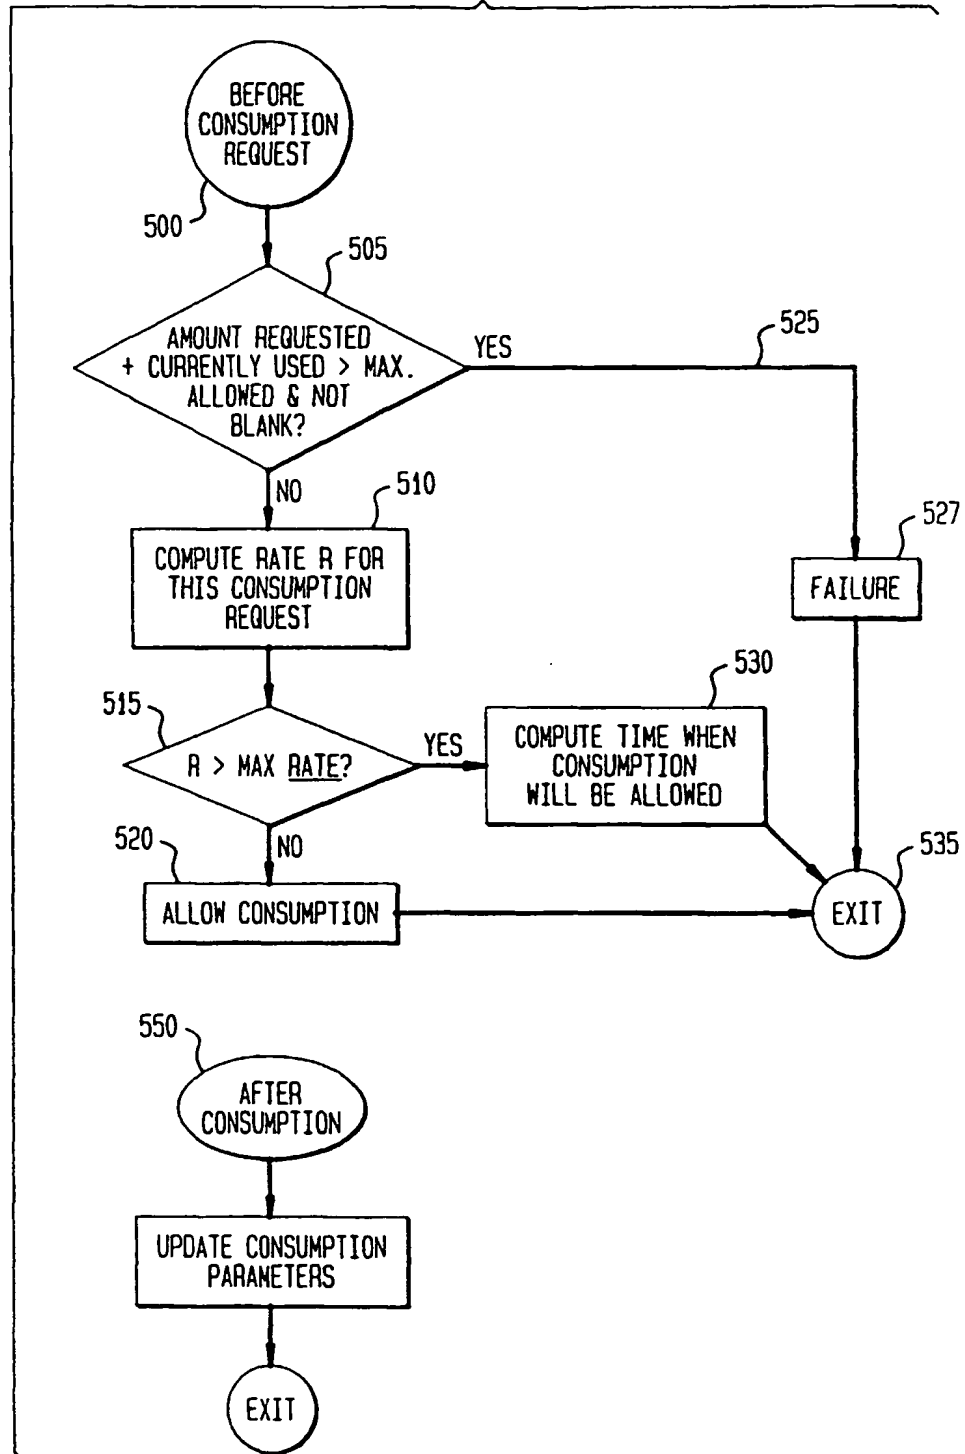 BEFORE
CONSUMPTION
REQUEST
500
505
AMOUNT REQUESTED
+ CURRENTLY USED > MAX.
ALLOWED & NOT
BLANK?
YES
525
NO
510
COMPUTE RATE R FOR
THIS CONSUMPTION
REQUEST
527
FAILURE
515
R > MAX RATE?
YES
530
COMPUTE TIME WHEN
CONSUMPTION
WILL BE ALLOWED
NO
520
ALLOW CONSUMPTION
535
EXIT
550
AFTER
CONSUMPTION
UPDATE CONSUMPTION
PARAMETERS
EXIT